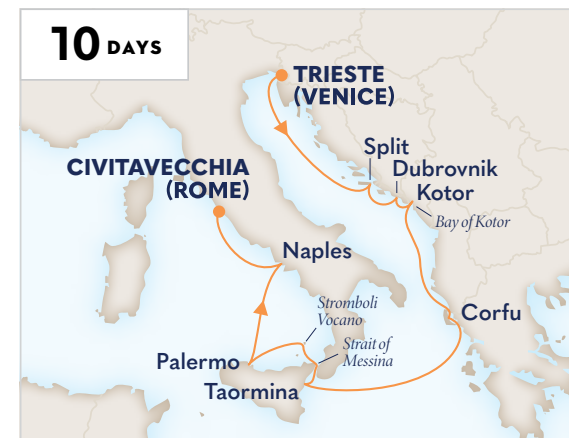 10 DAYS
TRIESTE
(VENICE)
Split
Dubrovnik
Kotor
Bay of Kotor
CIVITAVECCHIA
(ROME)
Naples
Stromboli
Vocano
Strait of
Messina
Corfu
Palermo
Taormina